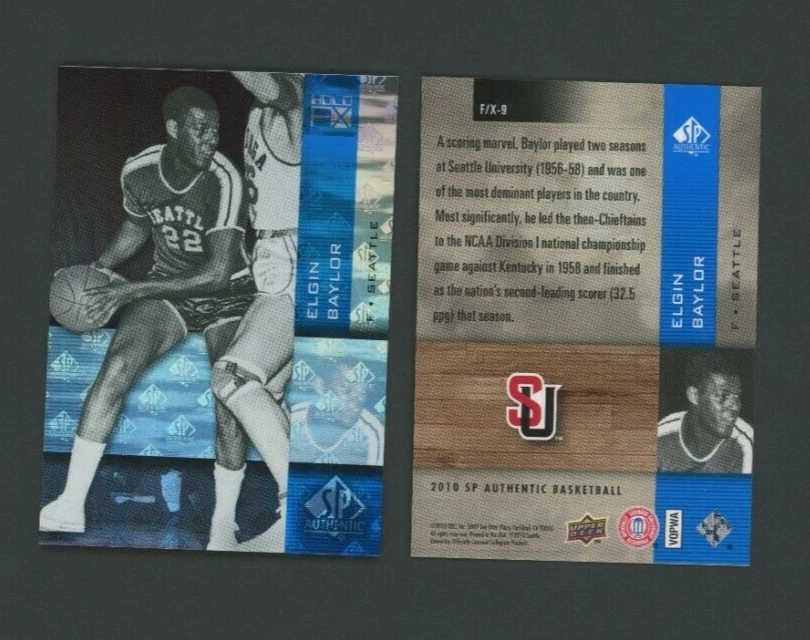 HOLO
FX
SEATTL
22
ELGIN
BAYLOR
F • SEATTLE
SP
AUTHENTIC
F/X-9
A scoring marvel, Baylor played two seasons
at Seattle University (1956-58) and was one
of the most dominant players in the country.
Most significantly, he led the then-Chieftains
to the NCAA Division I national championship
game against Kentucky in 1958 and finished
as the nation's second-leading scorer (32.5
ppg) that season.
SP
AUTHENTIC
ELGIN
BAYLOR
F • SEATTLE
SU
2010 SP AUTHENTIC BASKETBALL
UPPER
DECK
VOPWA